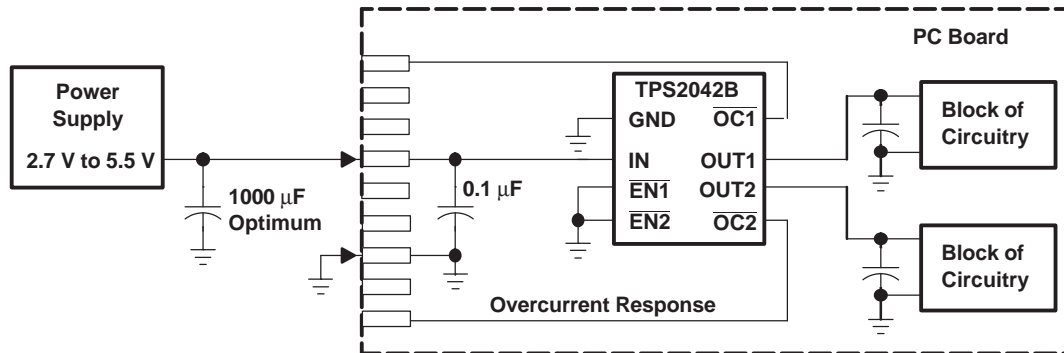 PC Board
Power
Supply
2.7 V to 5.5 V
1000 μF
Optimum
0.1 μF
TPS2042B
GND
OC1
IN
OUT1
EN1
OUT2
EN2
OC2
Block of
Circuitry
Block of
Circuitry
Overcurrent Response